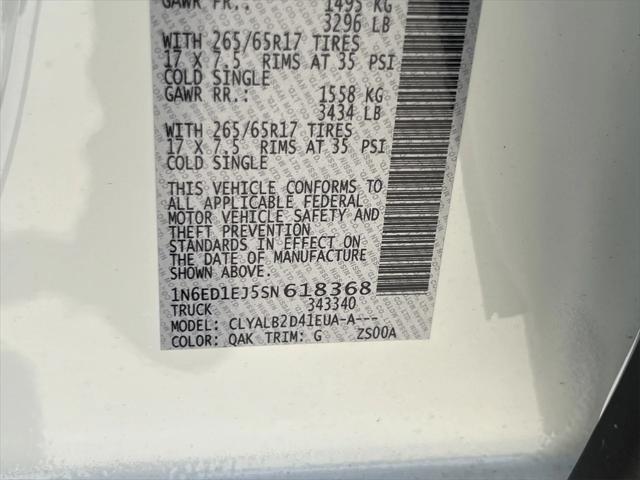 GAWR FR.: 1495 KG
3296 LB
WITH 265/65R17 TIRES
17 X 7.5 RIMS AT 35 PSI
COLD SINGLE
GAWR RR.: 1558 KG
3434 LB
WITH 265/65R17 TIRES
17 X 7.5 RIMS AT 35 PSI
COLD SINGLE
THIS VEHICLE CONFORMS TO
ALL APPLICABLE FEDERAL
MOTOR VEHICLE SAFETY AND
THEFT PREVENTION
STANDARDS IN EFFECT ON
THE DATE OF MANUFACTURE
SHOWN ABOVE.
1N6ED1EJ5SN618368
TRUCK 343340
MODEL: CLYALB2D41EUA-A---
COLOR: QAK TRIM: G ZS00A